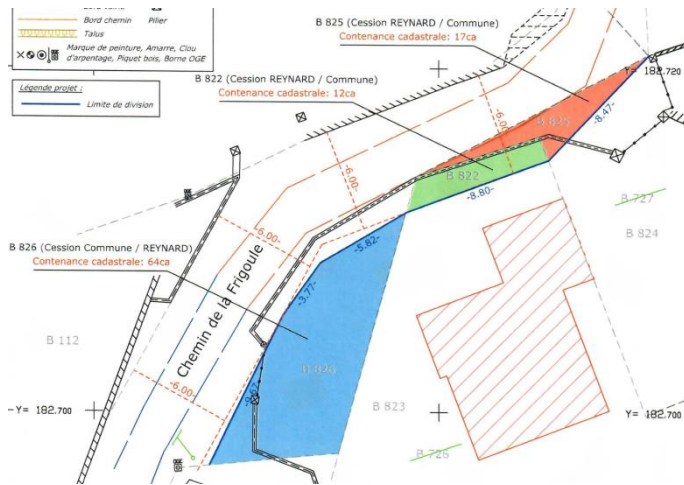 Bord chemin
Pilier
Talus
Marque de peinture, Amarre, Clou
d'arpentage, Piquet bois, Borne OGE
Légende projet :
Limite de division
B 825 (Cession REYNARD / Commune)
Contenance cadastrale: 17ca
B 822 (Cession REYNARD / Commune)
Contenance cadastrale: 12ca
Y= 182.720
-6.00-
B 825
-8.47-
-6.00-
B 822
-8.80-
B 727
B 824
-6.00-
B 826 (Cession Commune / REYNARD)
Contenance cadastrale: 64ca
-5.82-
-3.77-
Chemin de la Frigoule
B 112
B 826
-6.00-
B 823
Y= 182.700
Y= 182.700
B 726